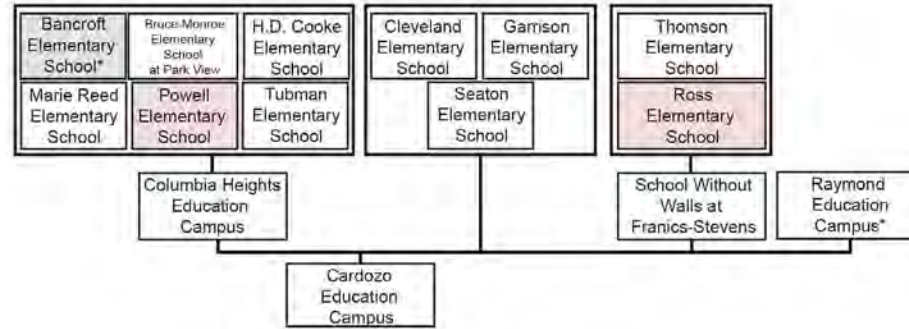 Bancroft
Elementary
School*
Bruce-Monroe
Elementary
School
at Park View
H.D. Cooke
Elementary
School
Marie Reed
Elementary
School
Powell
Elementary
School
Tubman
Elementary
School
Cleveland
Elementary
School
Garrison
Elementary
School
Seaton
Elementary
School
Thomson
Elementary
School
Ross
Elementary
School
Columbia Heights
Education
Campus
School Without
Walls at
Franics-Stevens
Raymond
Education
Campus*
Cardozo
Education
Campus